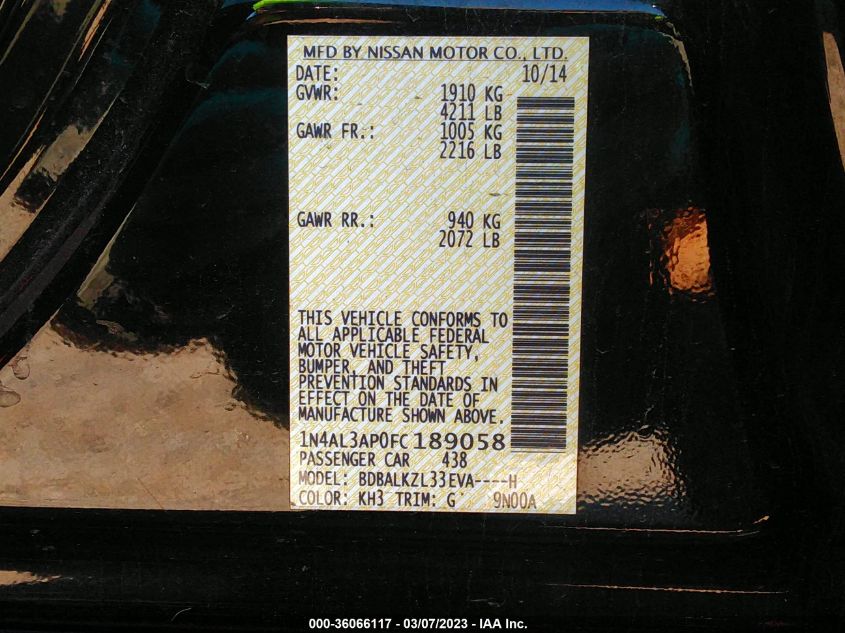 MFD BY NISSAN MOTOR CO., LTD.
DATE: 10/14
GVWR: 1910 KG
4211 LB
GAWR FR.: 1005 KG
2216 LB
GAWR RR.: 940 KG
2072 LB
THIS VEHICLE CONFORMS TO
ALL APPLICABLE FEDERAL
MOTOR VEHICLE SAFETY,
BUMPER, AND THEFT
PREVENTION STANDARDS IN
EFFECT ON THE DATE OF
MANUFACTURE SHOWN ABOVE.
1N4AL3AP0FC189058
PASSENGER CAR 438
MODEL: BDBALKZL33EVA----H
COLOR: KH3 TRIM: G 9N00A
000-36066117 - 03/07/2023 - IAA Inc.